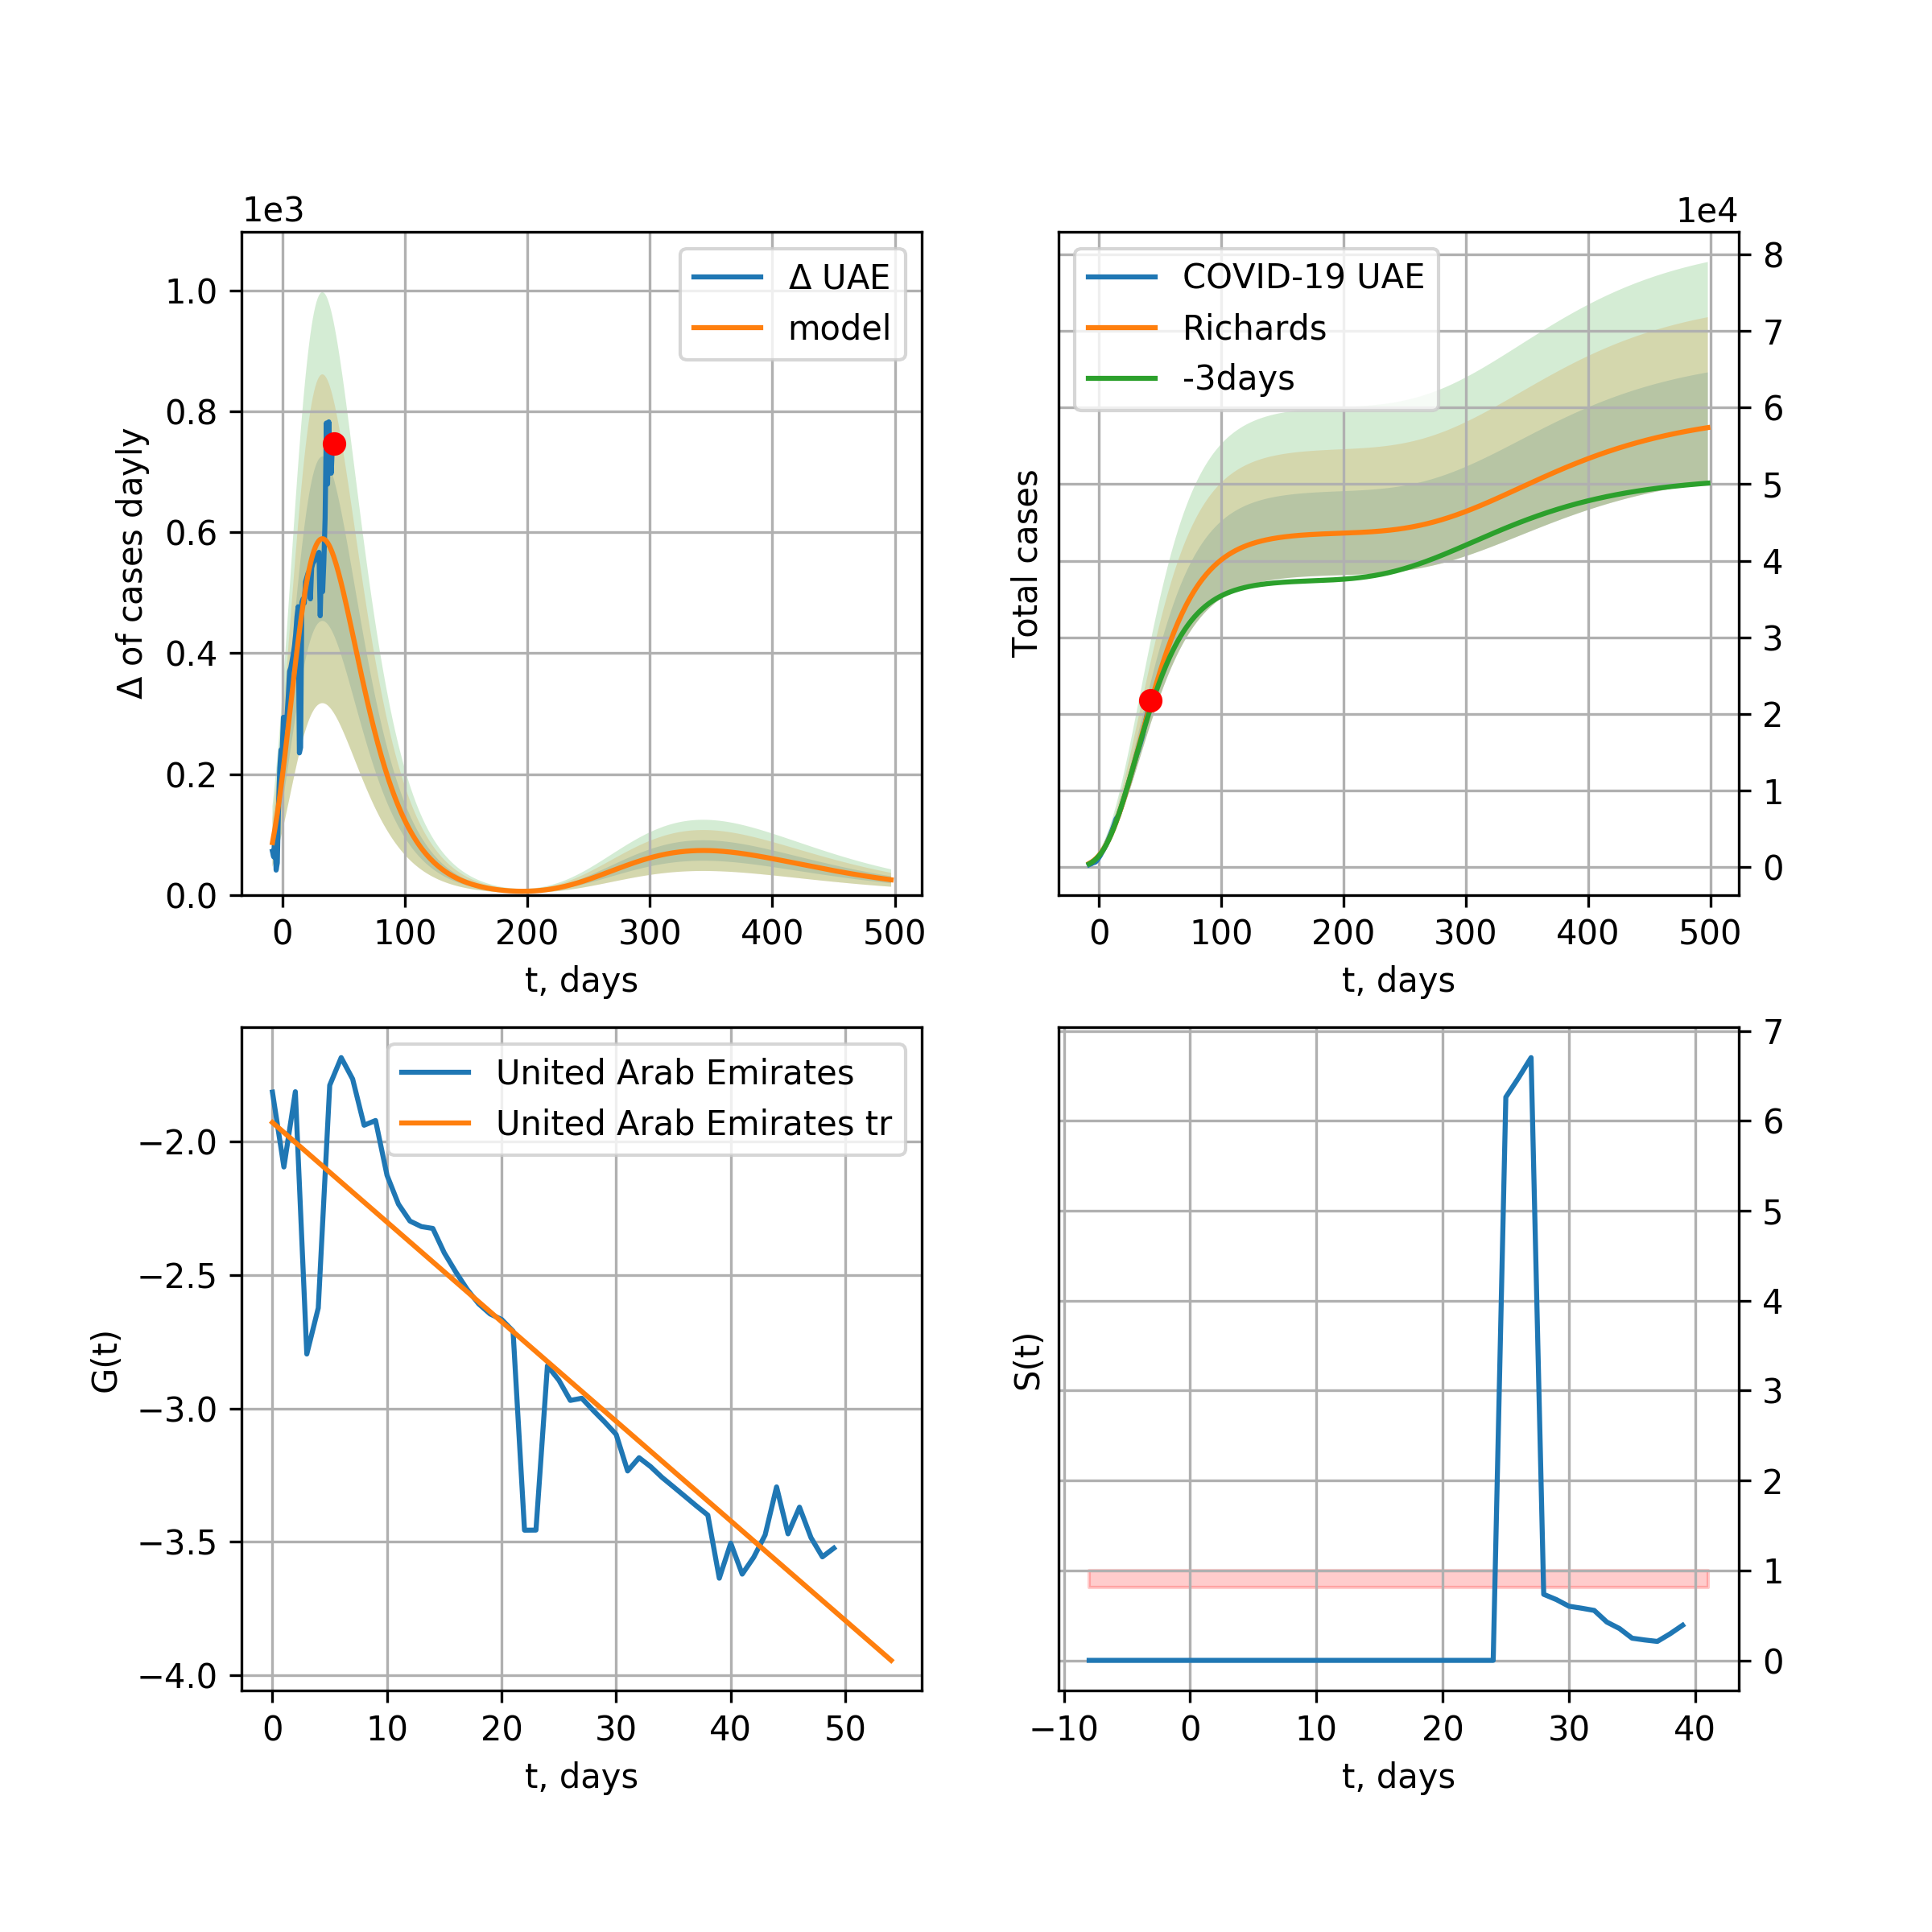 1e3
1.0
0.8
0.6
0.4
0.2
0.0
Δ of cases dayly
Δ UAE
model
0 100 200 300 400 500
t, days
1e4
COVID-19 UAE
Richards
-3days
Total cases
8
7
6
5
4
3
2
1
0
0 100 200 300 400 500
t, days
United Arab Emirates
United Arab Emirates tr
G(t)
−2.0
−2.5
−3.0
−3.5
−4.0
0 10 20 30 40 50
t, days
S(t)
7
6
5
4
3
2
1
0
−10 0 10 20 30 40
t, days